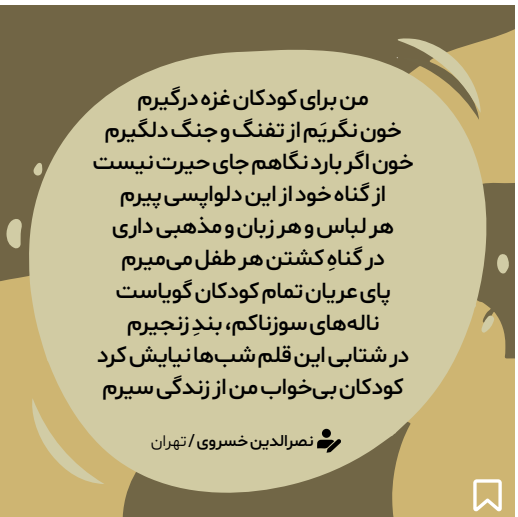 من برای کودکان غزه درگیرم
خون نگریَم از تفنگ و جنگ دلگیرم
خون اگر بارد نگاهم جای حیرت نیست
از گناه خود از این دلواپسی پیرم
هر لباس و هر زبان و مذهبی داری
در گناهِ کشتن هر طفل می‌میرم
پای عریان تمام کودکان گویاست
ناله‌های سوزناکم، بندِ زنجیرم
در شتابی این قلم شب‌ها نیایش کرد
کودکان بی‌خواب من از زندگی سیرم
نصرالدین خسروی / تهران